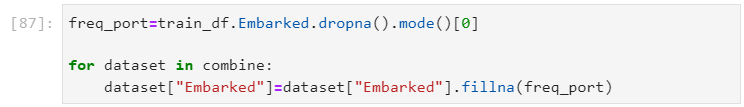 [87]: freq_port=train_df.Embarked.dropna().mode()[0]
for dataset in combine:
    dataset["Embarked"]=dataset["Embarked"].fillna(freq_port)